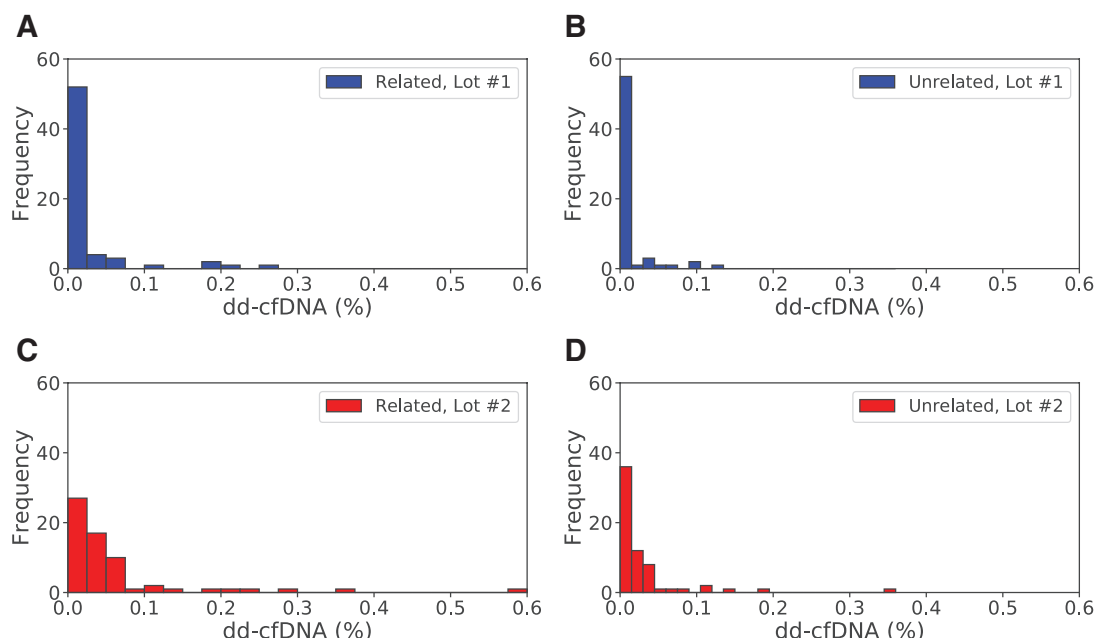 A
60
40
20
0
Frequency
Related, Lot #1
0.0 0.1 0.2 0.3 0.4 0.5 0.6
dd-cfDNA (%)
B
60
40
20
0
Frequency
Unrelated, Lot #1
0.0 0.1 0.2 0.3 0.4 0.5 0.6
dd-cfDNA (%)
C
60
40
20
0
Frequency
Related, Lot #2
0.0 0.1 0.2 0.3 0.4 0.5 0.6
dd-cfDNA (%)
D
60
40
20
0
Frequency
Unrelated, Lot #2
0.0 0.1 0.2 0.3 0.4 0.5 0.6
dd-cfDNA (%)